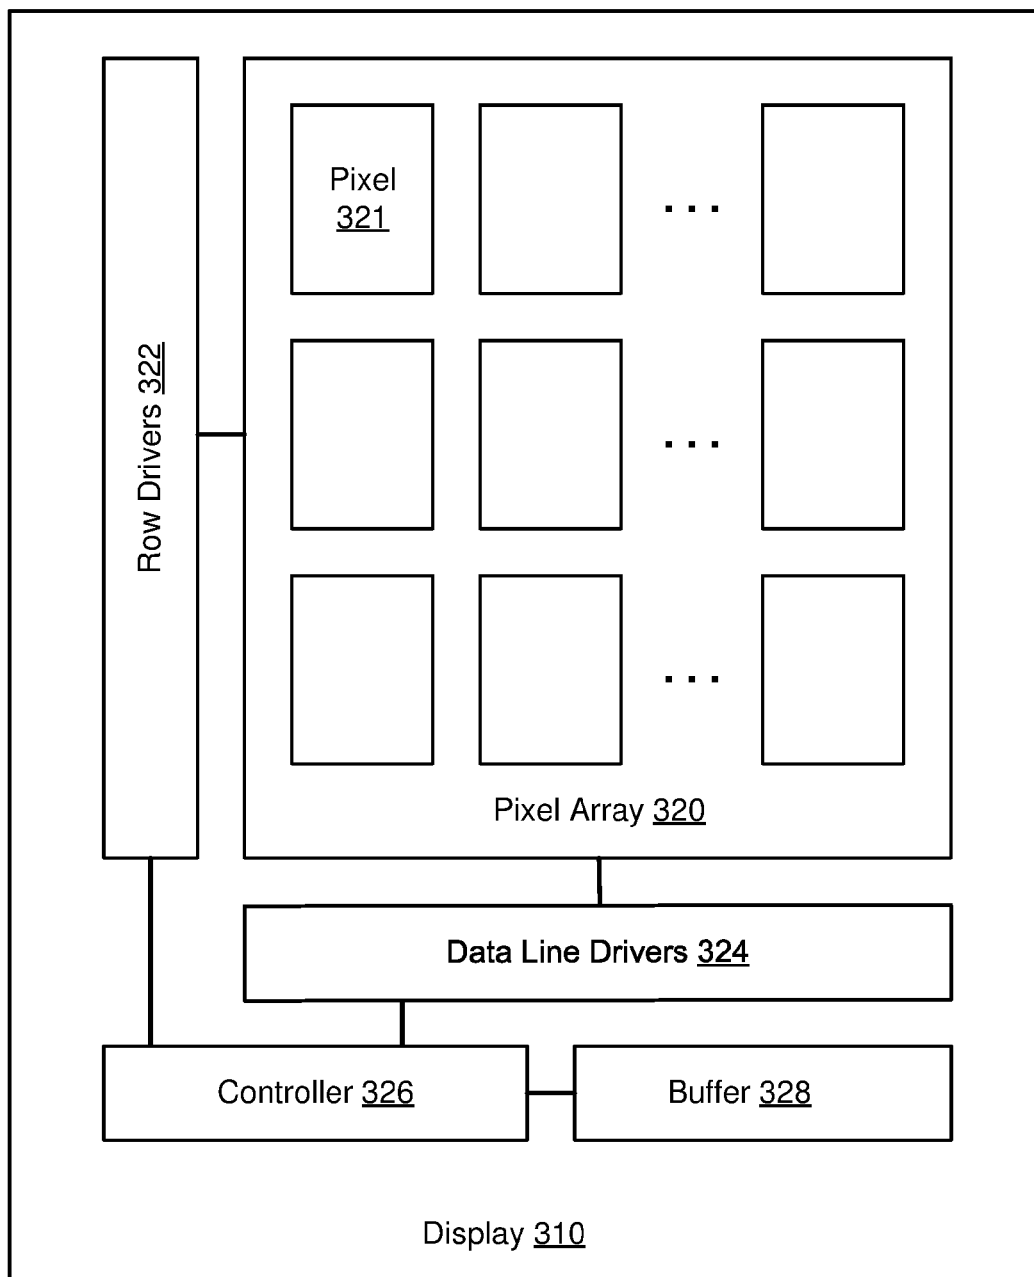 Pixel
321
. . .
Row Drivers 322
. . .
. . .
Pixel Array 320
Data Line Drivers 324
Controller 326
Buffer 328
Display 310